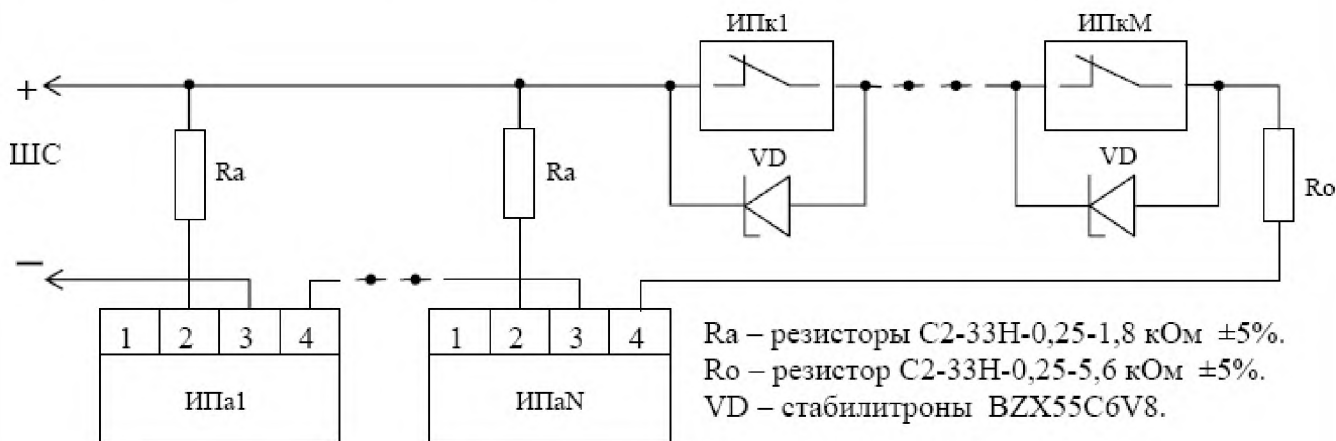 ИПк1
ИПкМ
+
ШС
Ra
Ra
VD
VD
Ro
–
1 2 3 4
1 2 3 4
ИПа1
ИПаN
Ra – резисторы С2-33Н-0,25-1,8 кОм ±5%.
Ro – резистор С2-33Н-0,25-5,6 кОм ±5%.
VD – стабилитроны BZX55C6V8.